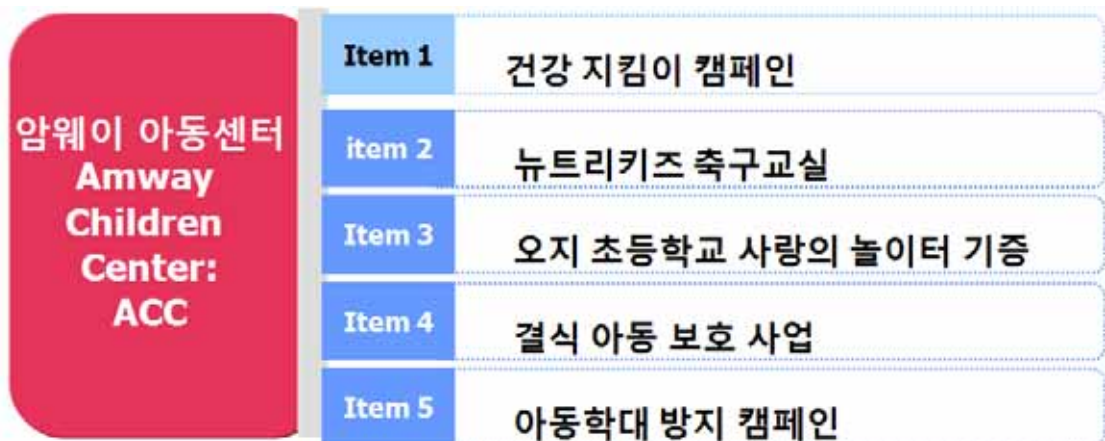 암웨이 아동센터
Amway
Children
Center:
ACC
Item 1 건강 지킴이 캠페인
item 2 뉴트리키즈 축구교실
Item 3 오지 초등학교 사랑의 놀이터 기증
Item 4 결식 아동 보호 사업
Item 5 아동학대 방지 캠페인